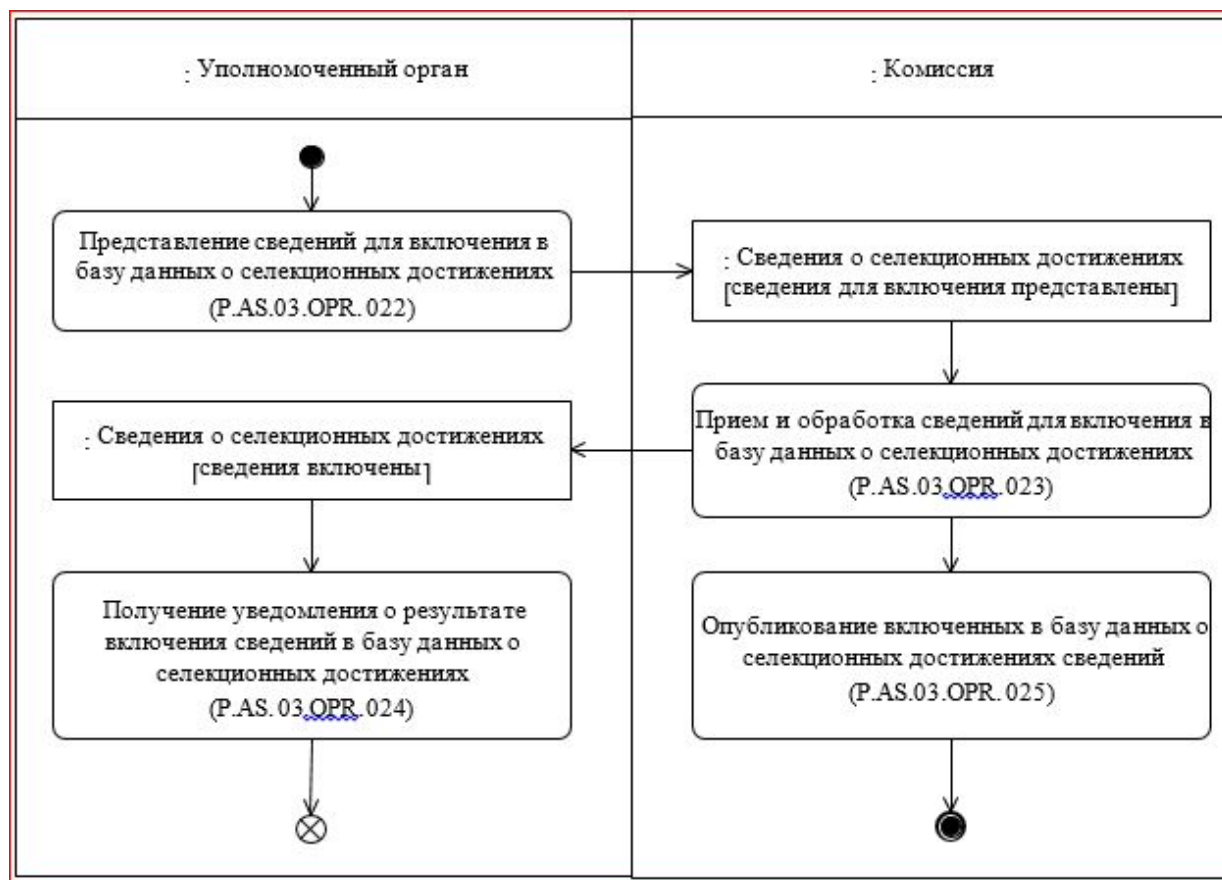 : Уполномоченный орган
: Комиссия
Представление сведений для включения в
базу данных о селекционных достижениях
(P.AS.03.OPR. 022)
: Сведения о селекционных достижениях
[сведения для включения представлены]
Прием и обработка сведений для включения в
базу данных о селекционных достижениях
(P.AS.03.OPR. 023)
: Сведения о селекционных достижениях
[сведения включены]
Получение уведомления о результате
включения сведений в базу данных о
селекционных достижениях
(P.AS. 03.OPR. 024)
Опубликование включенных в базу данных о
селекционных достижениях сведений
(P.AS.03.OPR. 025)